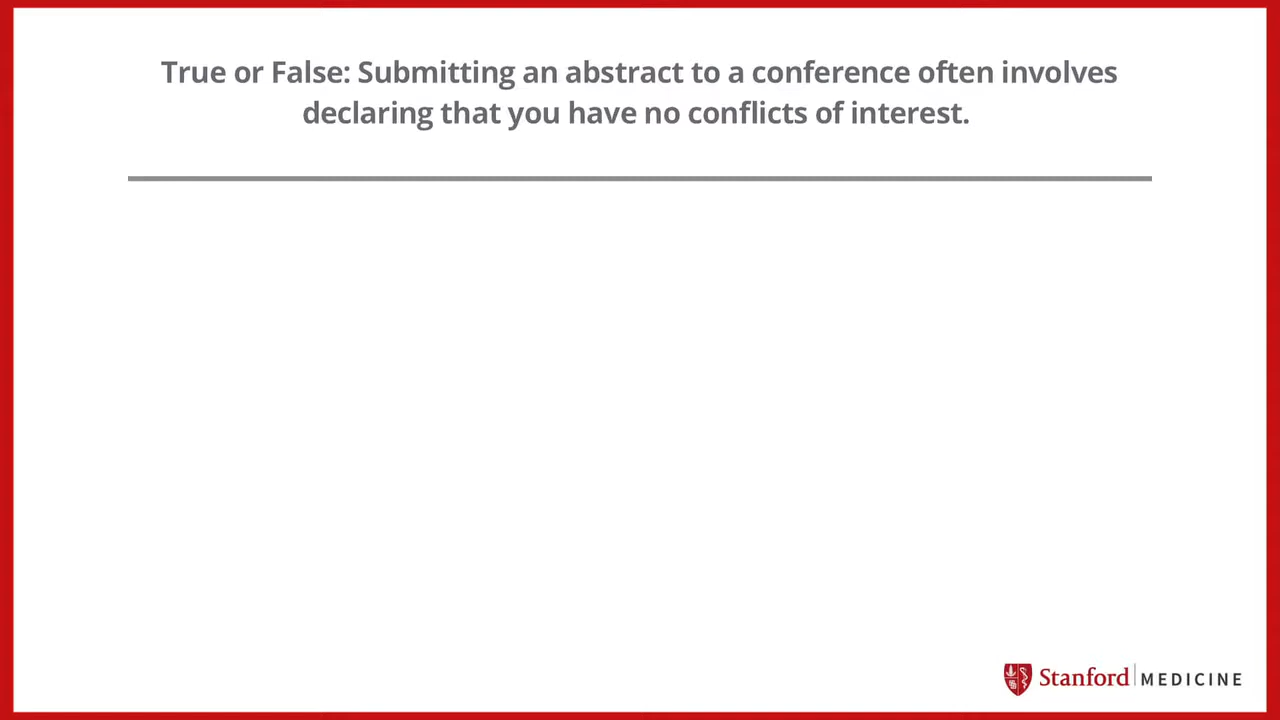 True or False: Submitting an abstract to a conference often involves
declaring that you have no conflicts of interest.
Stanford MEDICINE